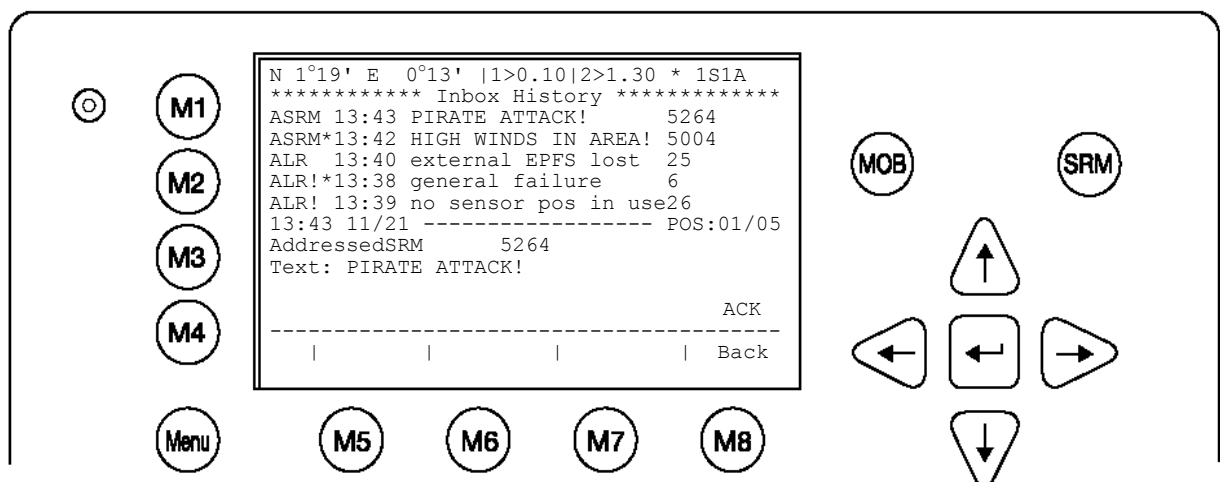 N 1°19' E  0°13' |1>0.10|2>1.30 * 1S1A
************ Inbox History *************
ASRM 13:43 PIRATE ATTACK!      5264
ASRM*13:42 HIGH WINDS IN AREA! 5004
ALR  13:40 external EPFS lost  25
ALR!*13:38 general failure     6
ALR! 13:39 no sensor pos in use26
13:43 11/21 ------------------ POS:01/05
AddressedSRM      5264
Text: PIRATE ATTACK!
ACK
----------------------------------------
|        |         |         |  Back
M1
M2
M3
M4
Menu
M5
M6
M7
M8
MOB
SRM